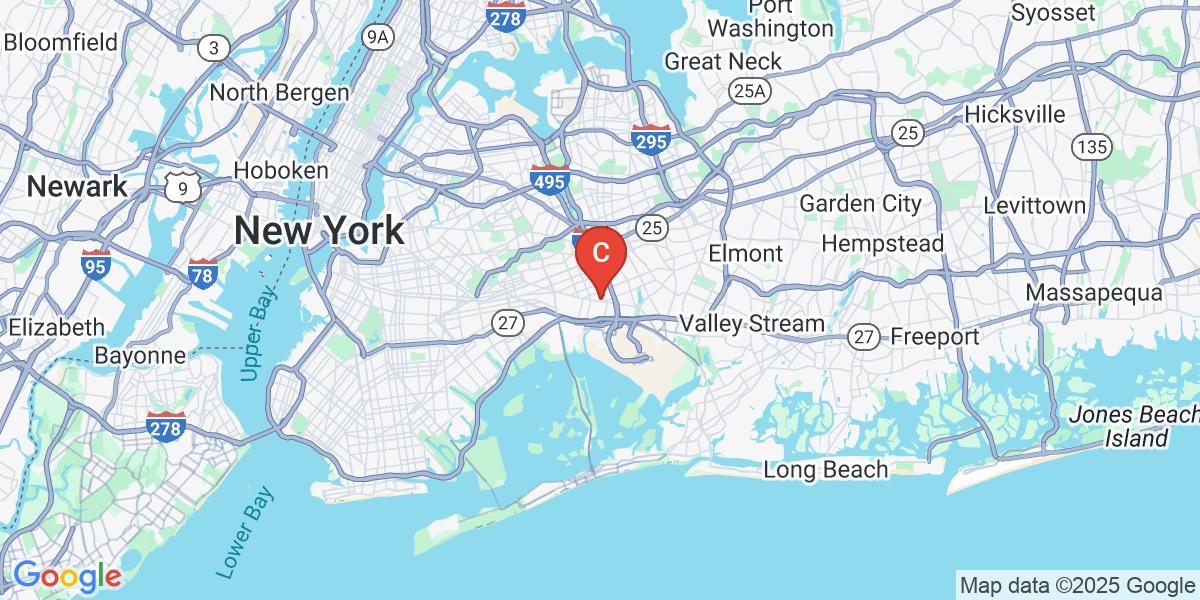 Port
Washington
Syosset
278
9A
Bloomfield
3
Great Neck
25A
North Bergen
Hicksville
295
25
135
Hoboken
495
Newark
9
Garden City
Levittown
New York
25
Hempstead
C
Elmont
95
78
Massapequa
Upper Bay
Elizabeth
27
Valley Stream
27
Freeport
Bayonne
278
Jones Beach
Island
Long Beach
Lower Bay
Google
Map data ©2025 Google